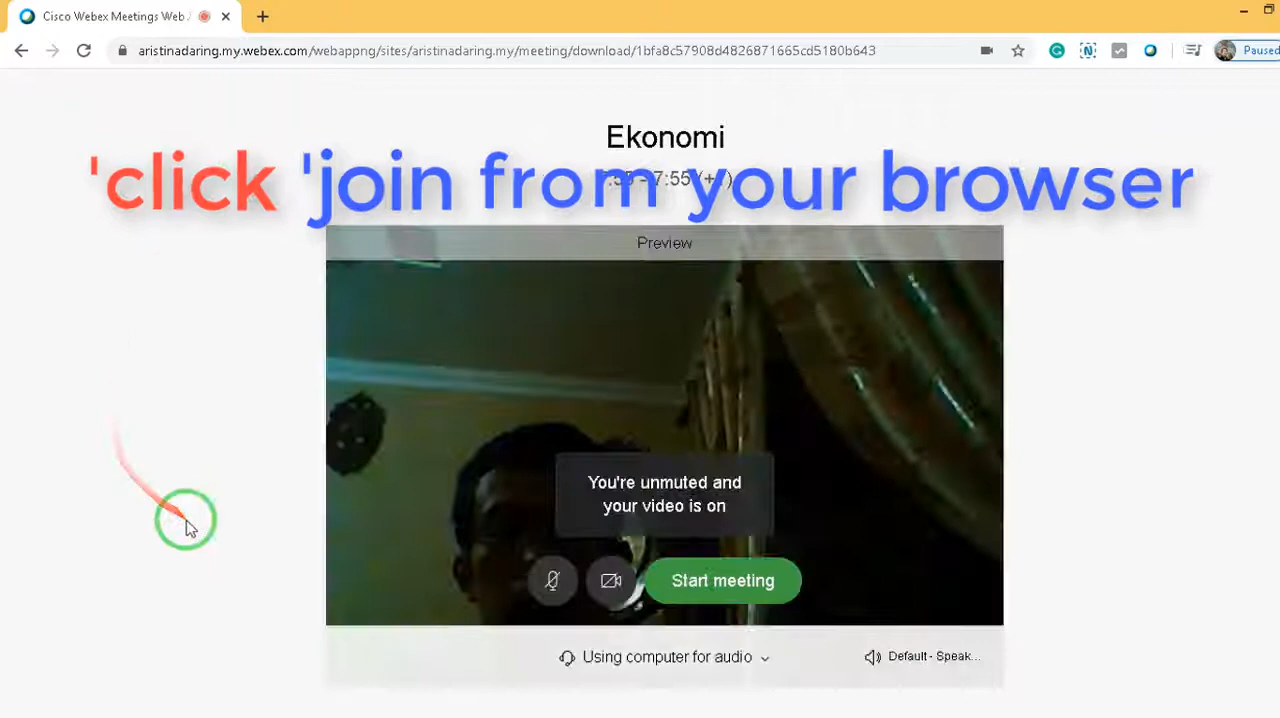 Cisco Webex Meetings Web
aristinadaring.my.webex.com/webappng/sites/aristinadaring.my/meeting/download/1bfa8c57908d4826871665cd5180b643
Paused
Ekonomi
'click 'join from your browser
Preview
You're unmuted and
your video is on
Start meeting
Using computer for audio
Default - Speak...